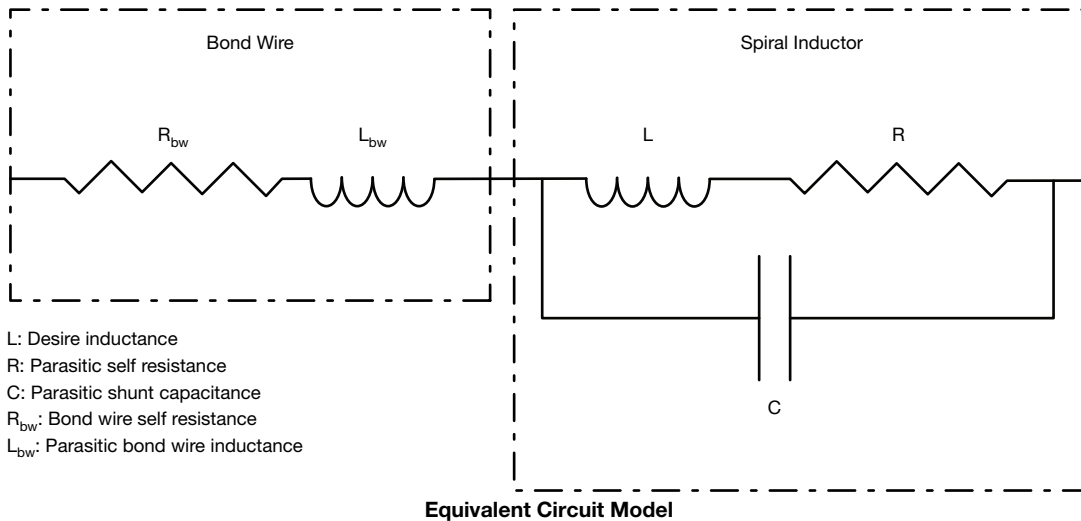 Bond Wire
Spiral Inductor
R_bw
L_bw
L
R
C
L: Desire inductance
R: Parasitic self resistance
C: Parasitic shunt capacitance
R_bw: Bond wire self resistance
L_bw: Parasitic bond wire inductance
Equivalent Circuit Model